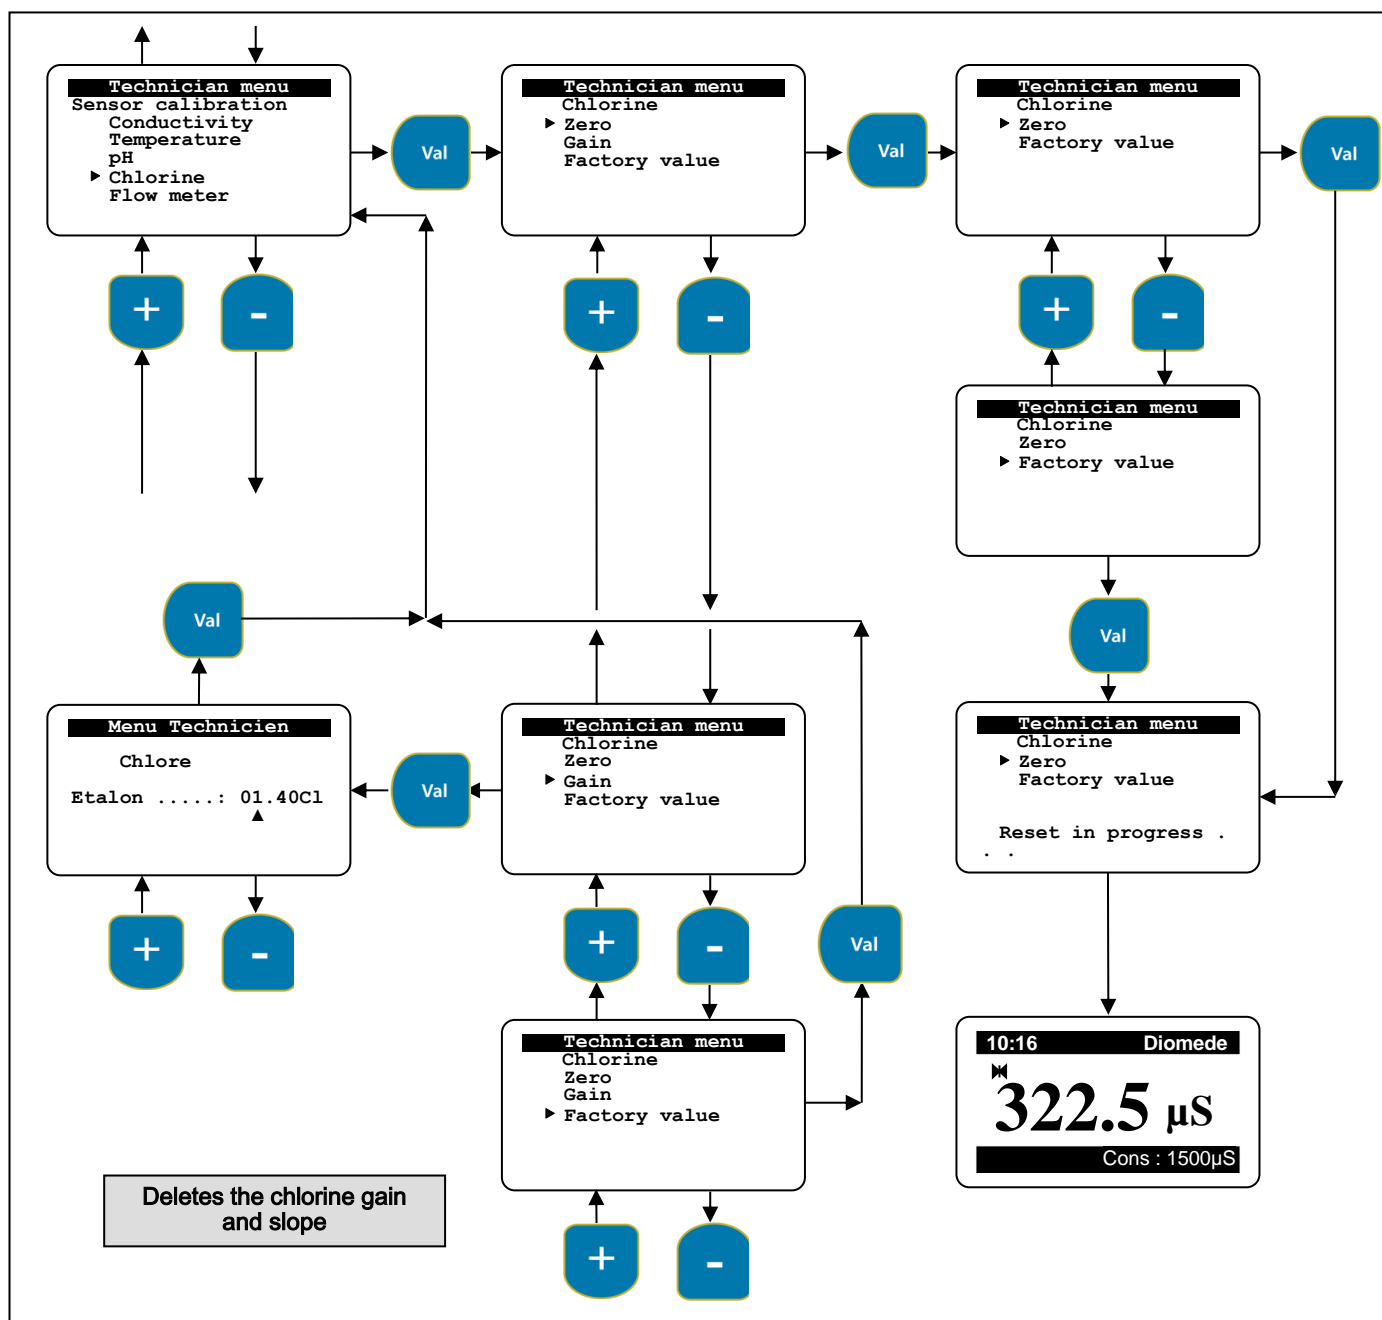 Technician menu
Sensor calibration
Conductivity
Temperature
pH
▶ Chlorine
Flow meter
Val
Technician menu
Chlorine
▶ Zero
Gain
Factory value
Val
Technician menu
Chlorine
▶ Zero
Factory value
Val
+
-
+
-
+
-
Technician menu
Chlorine
Zero
▶ Factory value
Val
Val
Menu Technicien
Chlore
Etalon .....: 01.40Cl
▲
Val
Technician menu
Chlorine
Zero
▶ Gain
Factory value
Technician menu
Chlorine
▶ Zero
Factory value
Reset in progress .
. .
+
-
+
-
Val
Technician menu
Chlorine
Zero
Gain
▶ Factory value
10:16 Diomede
322.5 µS
Cons : 1500µS
Deletes the chlorine gain
and slope
+
-